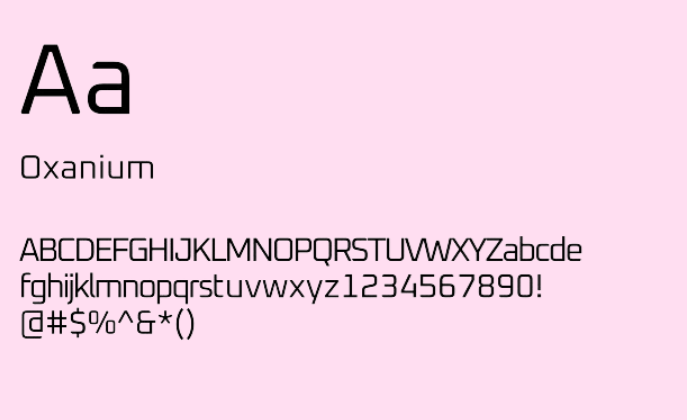 Aa
Oxanium
ABCDEFGHIJKLMNOPQRSTUVWXYZabcde
fghijklmnopqrstuvwxyz1234567890!
@#$%^&*()